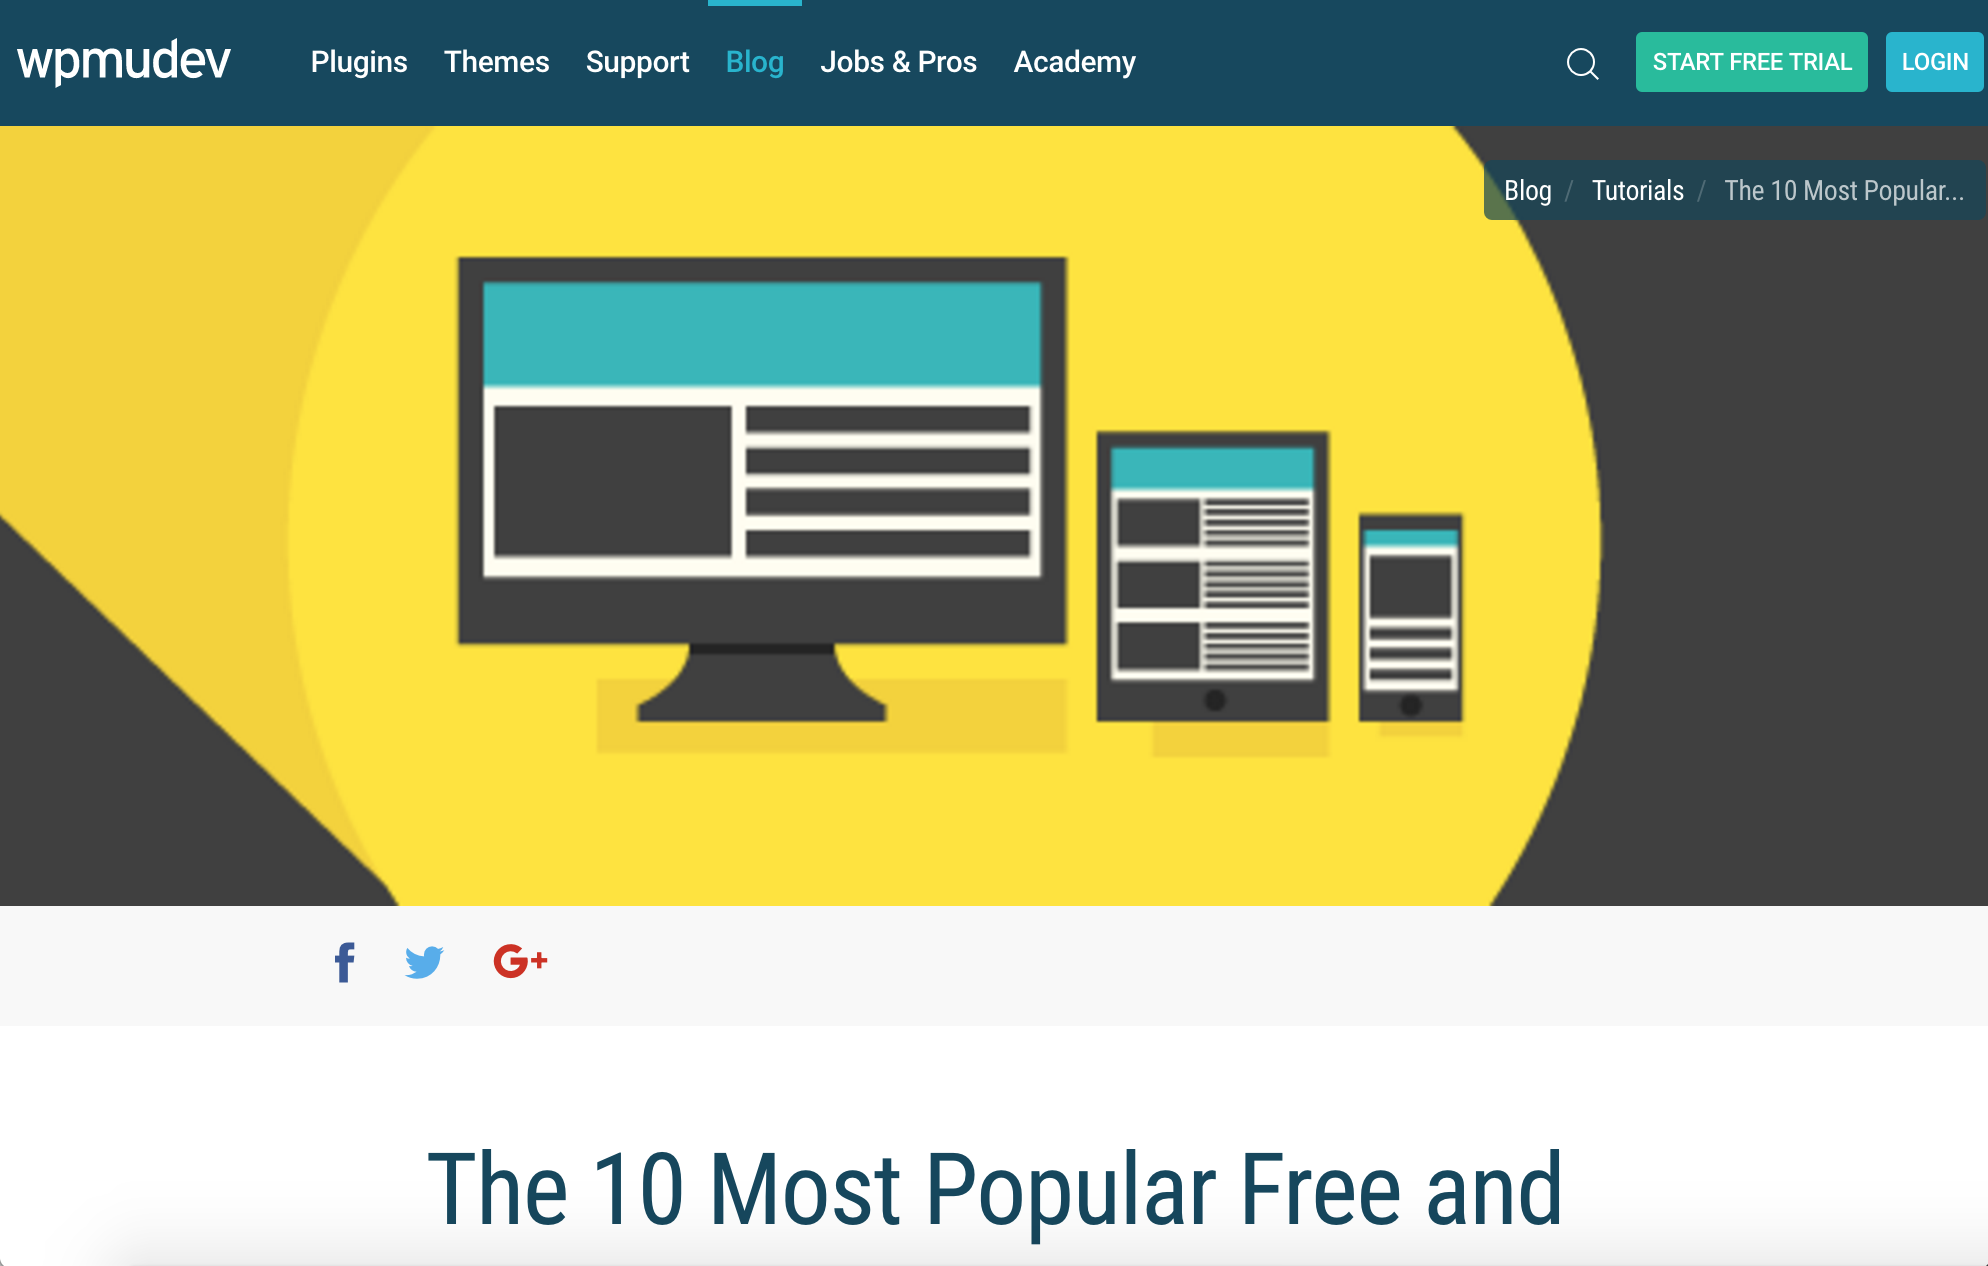 wpmudev Plugins Themes Support Blog Jobs & Pros Academy START FREE TRIAL LOGIN
Blog / Tutorials / The 10 Most Popular...
f G+
The 10 Most Popular Free and